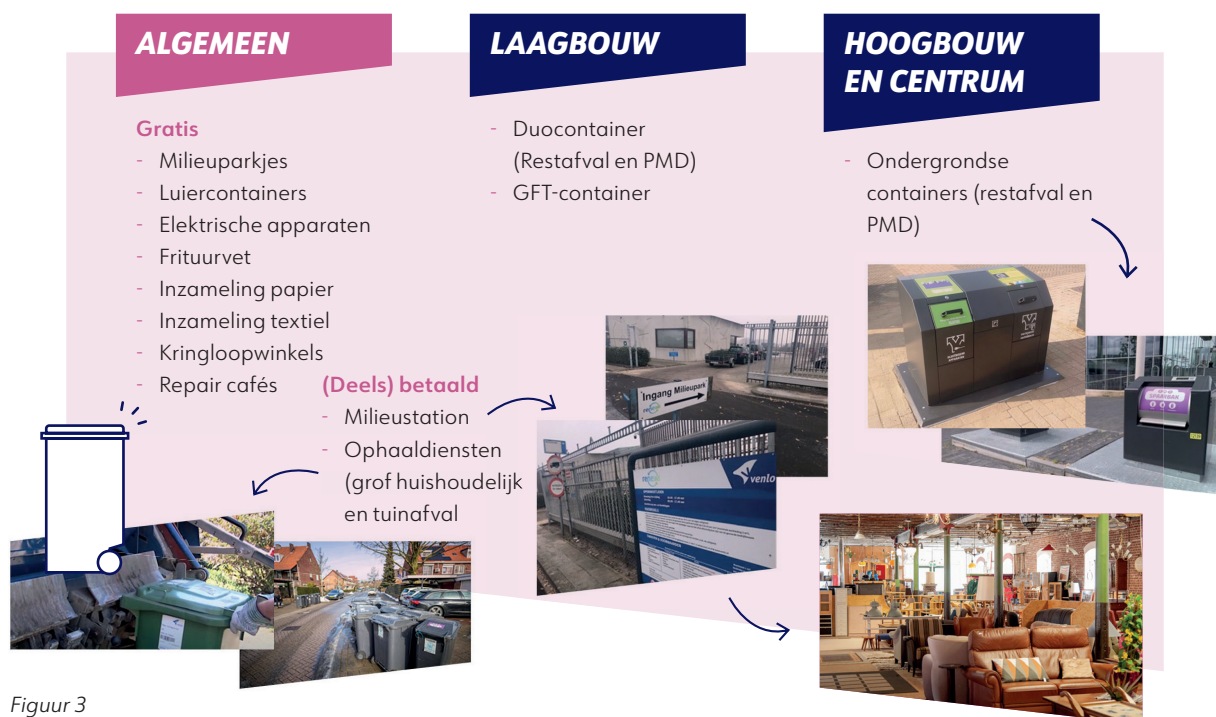 ALGEMEEN
Gratis
- Milieuparkjes
- Luiercontainers
- Elektrische apparaten
- Frituurvet
- Inzameling papier
- Inzameling textiel
- Kringloopwinkels
- Repair cafés
(Deels) betaald
- Milieustation
- Ophaaldiensten
(grof huishoudelijk
en tuinafval
LAAGBOUW
- Duocontainer
(Restafval en PMD)
- GFT-container
HOOGBOUW
EN CENTRUM
- Ondergrondse
containers (restafval en
PMD)
Ingang Milieupark
venlo
Figuur 3